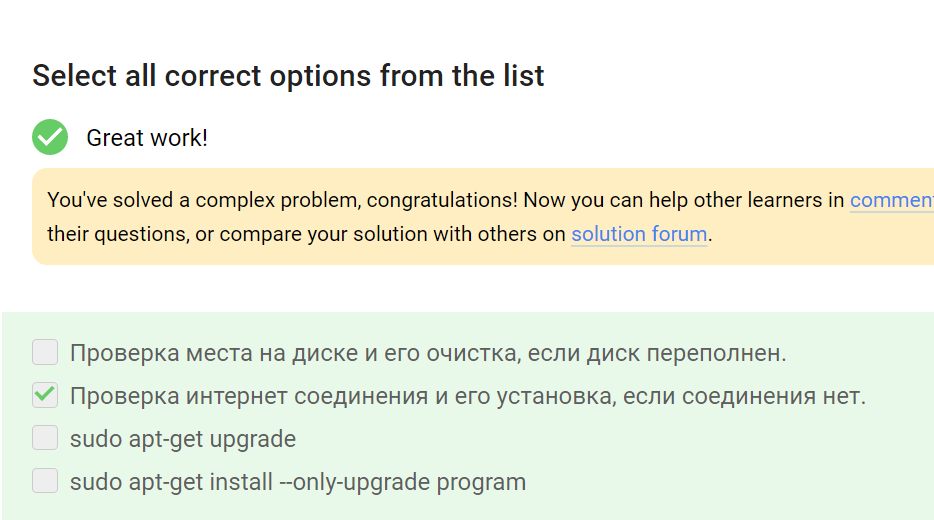 Select all correct options from the list
Great work!
You've solved a complex problem, congratulations! Now you can help other learners in
their questions, or compare your solution with others on solution forum.
Проверка места на диске и его очистка, если диск переполнен.
Проверка интернет соединения и его установка, если соединения нет.
sudo apt-get upgrade
sudo apt-get install --only-upgrade program